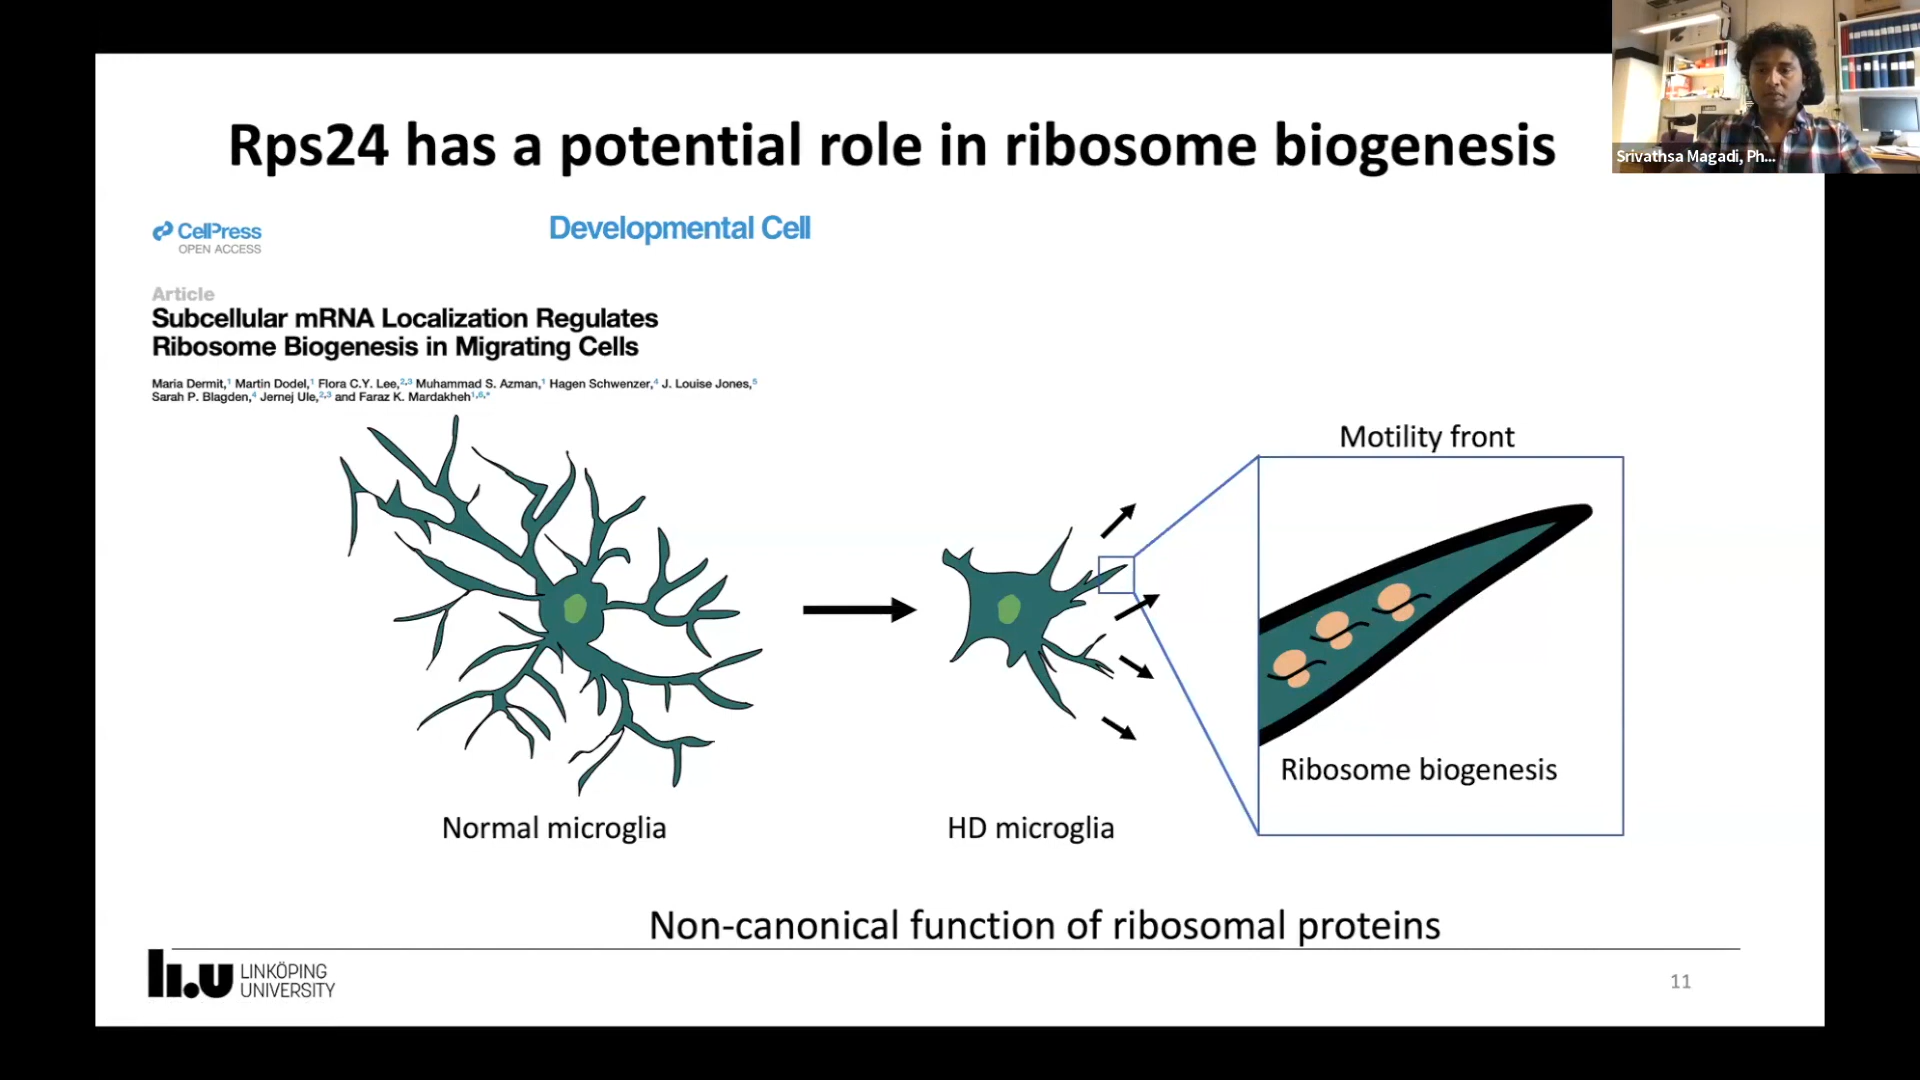 Rps24 has a potential role in ribosome biogenesis
Srivathsa Magadi, Ph...
CellPress
OPEN ACCESS
Developmental Cell
Article
Subcellular mRNA Localization Regulates
Ribosome Biogenesis in Migrating Cells
Maria Dermit,1 Martin Dodel,1 Flora C.Y. Lee,2,3 Muhammad S. Azman,1 Hagen Schwenzer,4 J. Louise Jones,5
Sarah P. Blagden,4 Jernej Ule,2,3 and Faraz K. Mardakheh1,6,*
Motility front
Ribosome biogenesis
Normal microglia
HD microglia
Non-canonical function of ribosomal proteins
li.u LINKÖPING
UNIVERSITY
11